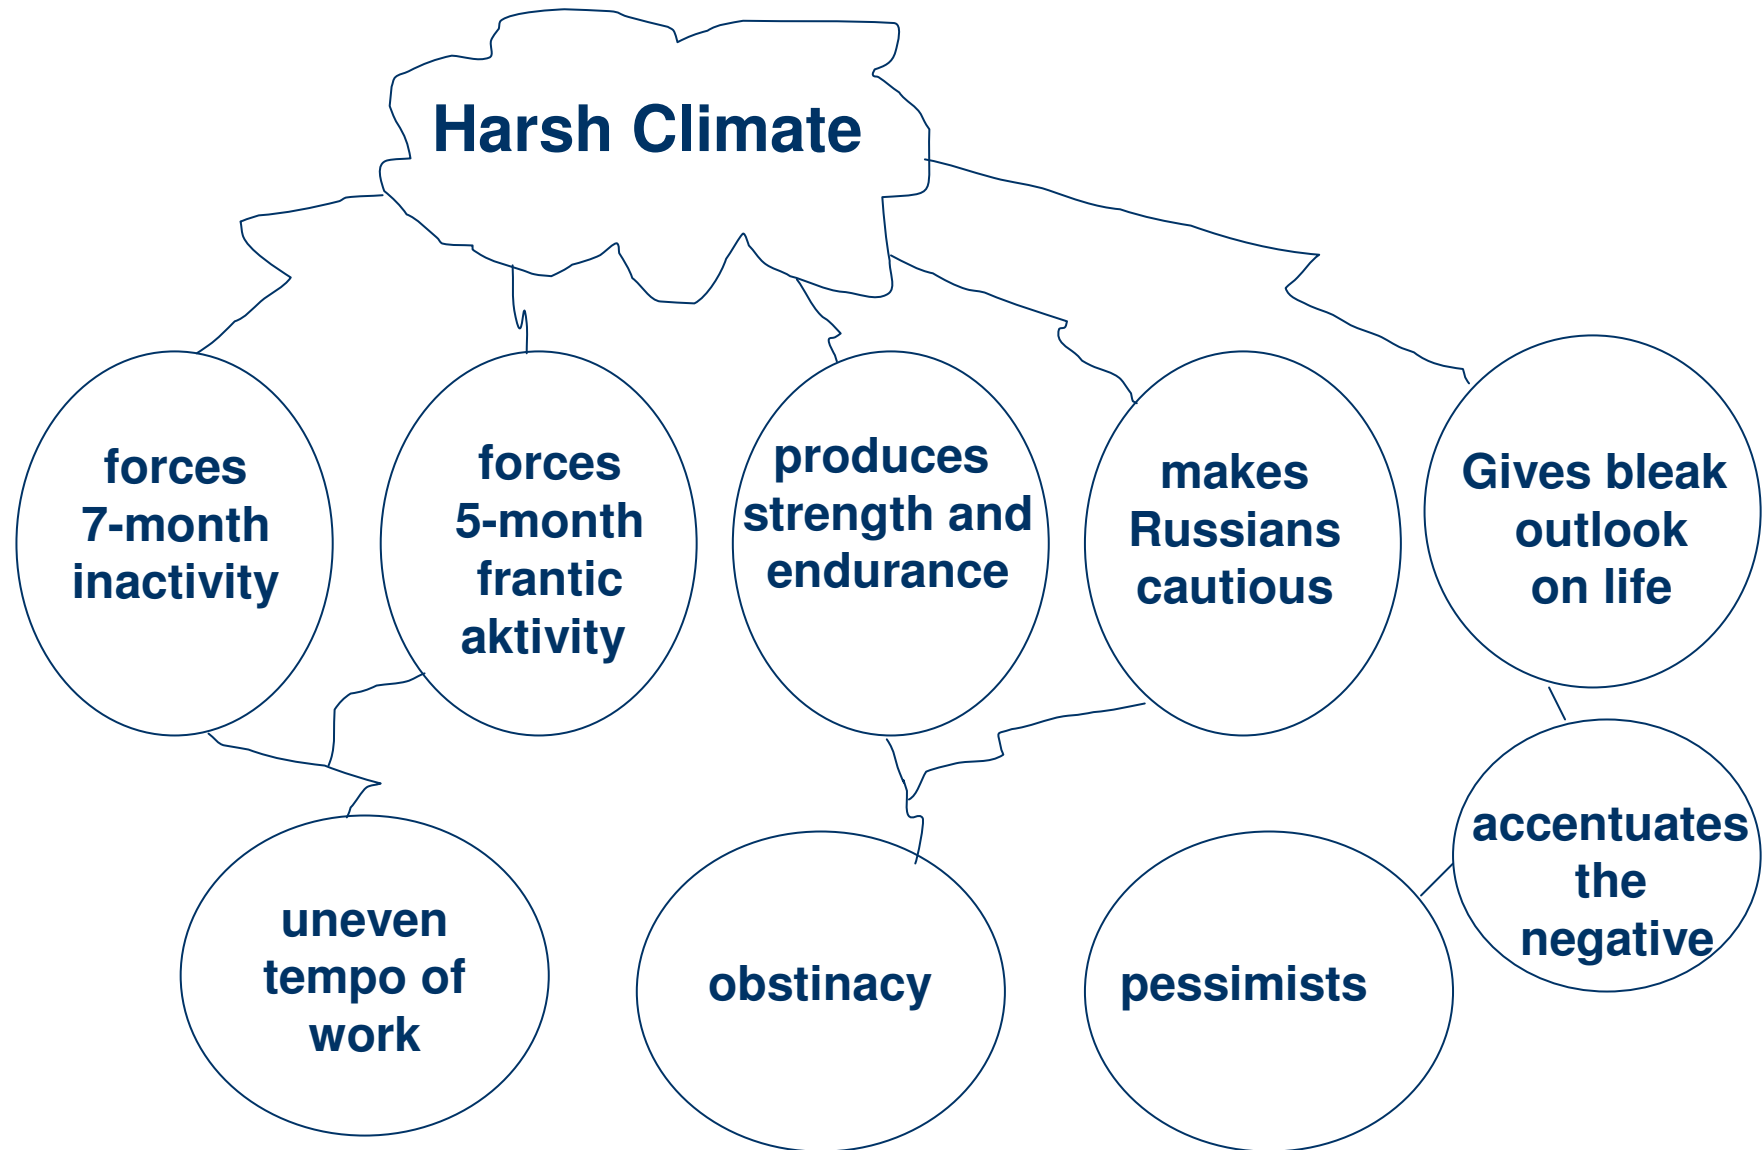 Harsh Climate
forces
7-month
inactivity
forces
5-month
frantic
aktivity
produces
strength and
endurance
makes
Russians
cautious
Gives bleak
outlook
on life
accentuates
the
negative
uneven
tempo of
work
obstinacy
pessimists